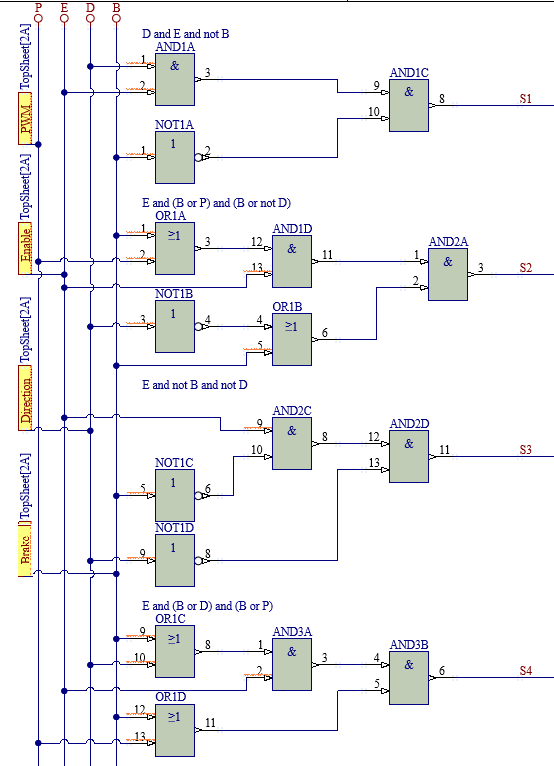 P E D B
TopSheet[2A]
PWM
TopSheet[2A]
Enable
TopSheet[2A]
Direction
TopSheet[2A]
Brake
D and E and not B
AND1A
1
2
&
3
NOT1A
1
1
2
AND1C
9
10
&
8
S1
E and (B or P) and (B or not D)
OR1A
1
2
≥1
3
AND1D
12
13
&
11
NOT1B
3
1
4
OR1B
4
5
≥1
6
AND2A
1
2
&
3
S2
E and not B and not D
AND2C
9
10
&
8
NOT1C
5
1
6
NOT1D
9
1
8
AND2D
12
13
&
11
S3
E and (B or D) and (B or P)
OR1C
9
10
≥1
8
AND3A
1
2
&
3
OR1D
12
13
≥1
11
AND3B
4
5
&
6
S4